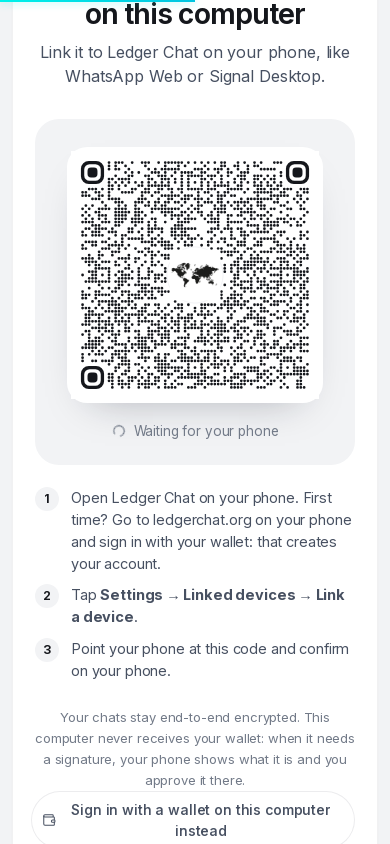 on this computer
Link it to Ledger Chat on your phone, like
WhatsApp Web or Signal Desktop.
Waiting for your phone
1 Open Ledger Chat on your phone. First
time? Go to ledgerchat.org on your phone
and sign in with your wallet: that creates
your account.
2 Tap Settings → Linked devices → Link
a device.
3 Point your phone at this code and confirm
on your phone.
Your chats stay end-to-end encrypted. This
computer never receives your wallet: when it needs
a signature, your phone shows what it is and you
approve it there.
Sign in with a wallet on this computer
instead